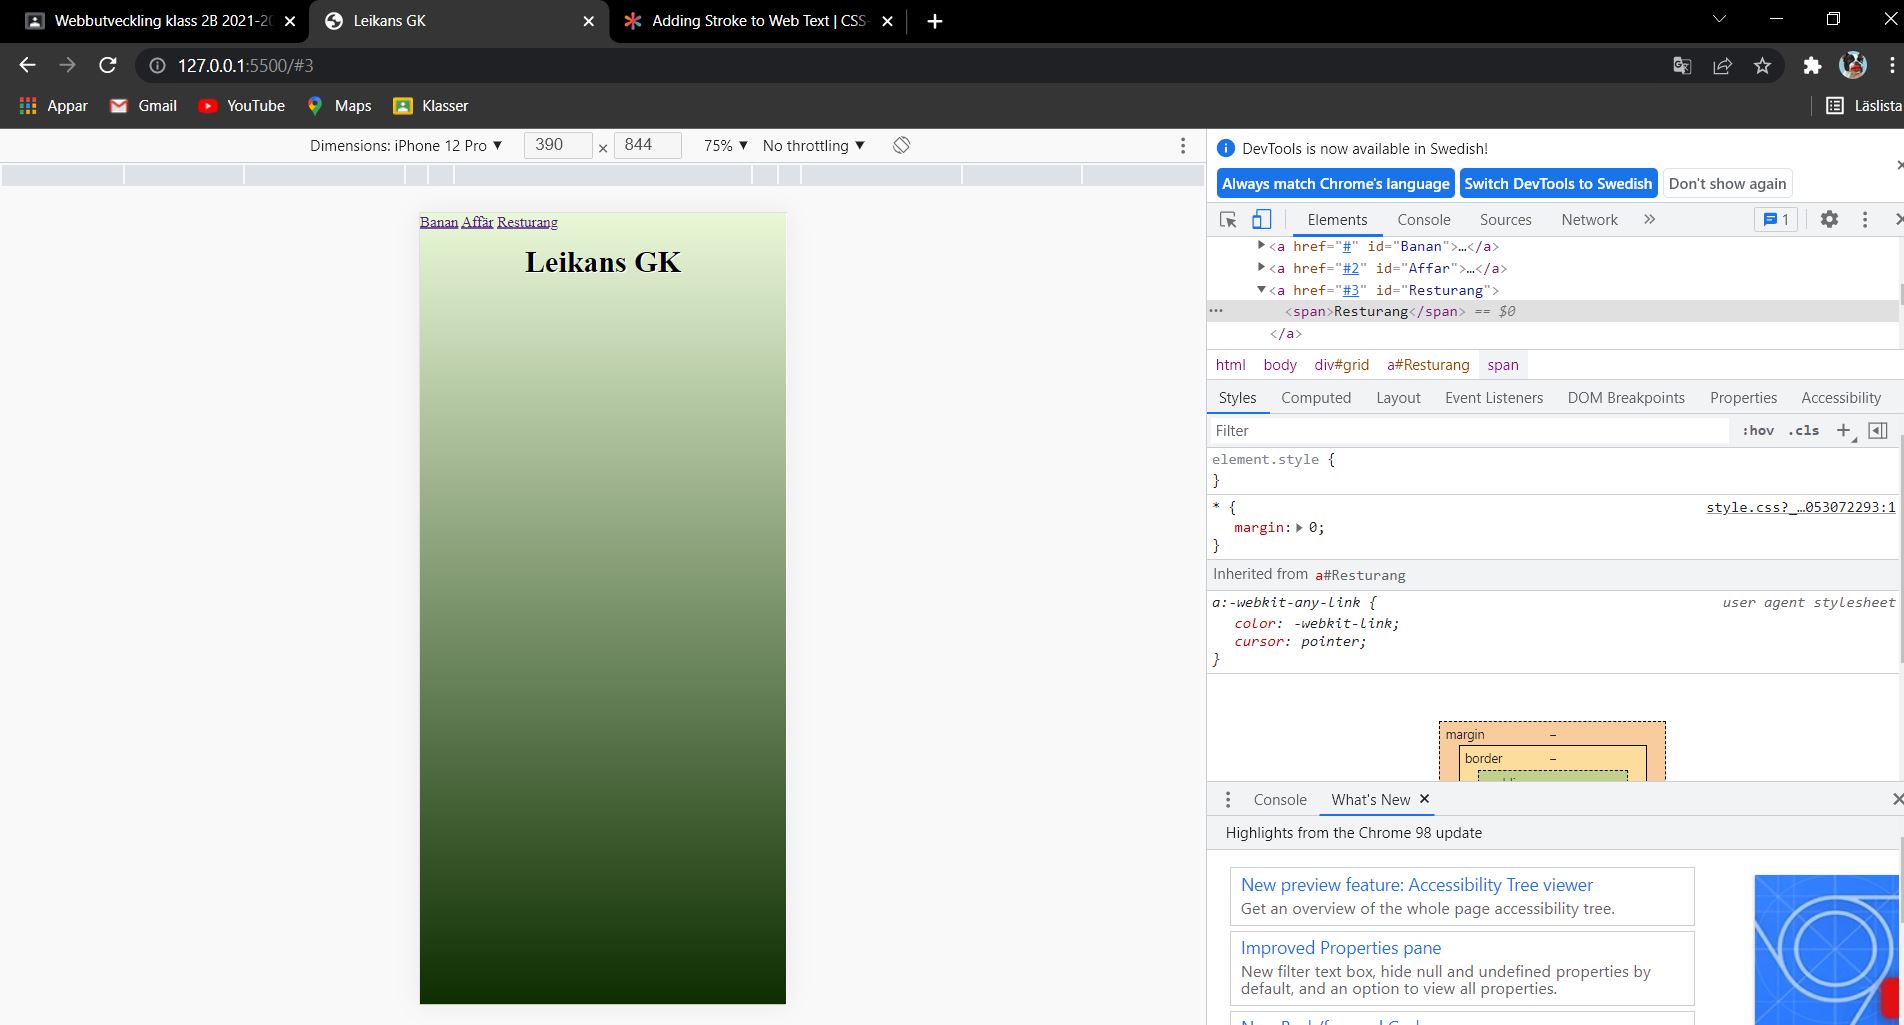 Webbutveckling klass 2B 2021-20
Leikans GK
Adding Stroke to Web Text | CSS-
127.0.0.1:5500/#3
Appar
Gmail
YouTube
Maps
Klasser
Läslista
Dimensions: iPhone 12 Pro ▼ 390 × 844 75% ▼ No throttling ▼
DevTools is now available in Swedish!
Always match Chrome's language
Switch DevTools to Swedish
Don't show again
Elements Console Sources Network » 1
Banan Affär Resturang
Leikans GK
<a href="#" id="Banan">…</a>
<a href="#2" id="Affar">…</a>
<a href="#3" id="Resturang">
<span>Resturang</span> == $0
</a>
html body div#grid a#Resturang span
Styles Computed Layout Event Listeners DOM Breakpoints Properties Accessibility
Filter :hov .cls +
element.style {
}
* { style.css?_…053072293:1
margin: 0;
}
Inherited from a#Resturang
a:-webkit-any-link { user agent stylesheet
color: -webkit-link;
cursor: pointer;
}
margin –
border –
Console What's New
Highlights from the Chrome 98 update
New preview feature: Accessibility Tree viewer
Get an overview of the whole page accessibility tree.
Improved Properties pane
New filter text box, hide null and undefined properties by
default, and an option to view all properties.